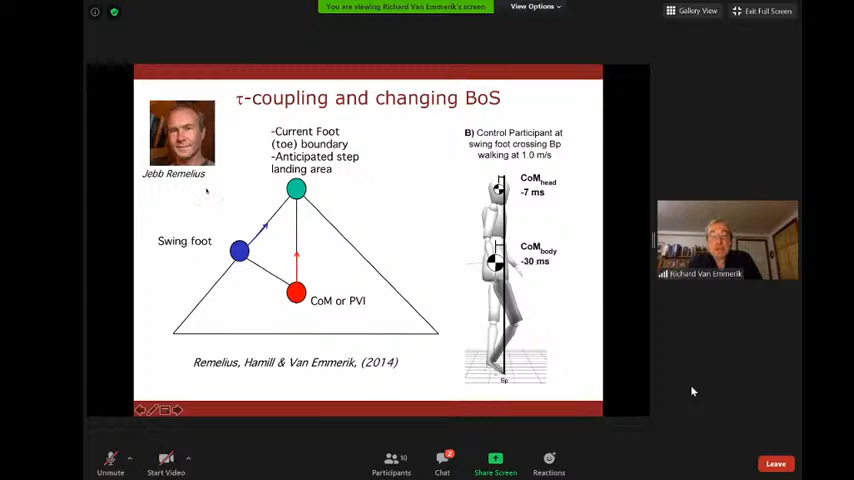 You are viewing Richard Van Emmerik's screen
View Options
Gallery View
Exit Full Screen
τ-coupling and changing BoS
Jebb Remelius
-Current Foot
(toe) boundary
-Anticipated step
landing area
Swing foot
CoM or PVI
Remelius, Hamill & Van Emmerik, (2014)
B) Control Participant at
swing foot crossing Bp
walking at 1.0 m/s
CoMhead
-7 ms
CoMbody
-30 ms
Bp
Richard Van Emmerik
Unmute
Start Video
Participants
10
Chat
2
Share Screen
Reactions
Leave